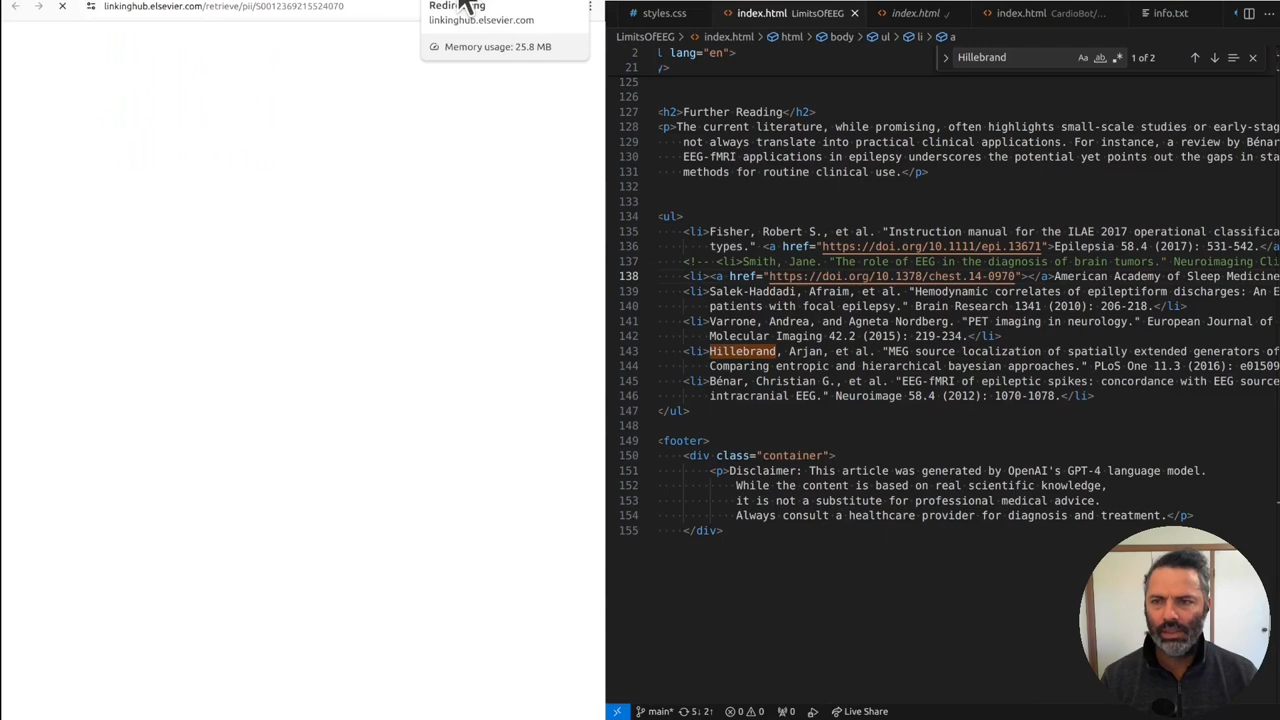 linkinghub.elsevier.com/retrieve/pii/S0012369215524070
linkinghub.elsevier.com
Memory usage: 25.8 MB
styles.css
index.html LimitsOfEEG
index.html
index.html CardioBot/...
info.txt
LimitsOfEEG > index.html > html > body > ul > li > a
Hillebrand
Aa ab
1 of 2
2 l lang="en">
21 />
125
126
127 <h2>Further Reading</h2>
128 <p>The current literature, while promising, often highlights small-scale studies or early-stag
129 not always translate into practical clinical applications. For instance, a review by Bénar
130 EEG-fMRI applications in epilepsy underscores the potential yet points out the gaps in sta
131 methods for routine clinical use.</p>
132
133
134 <ul>
135 <li>Fisher, Robert S., et al. "Instruction manual for the ILAE 2017 operational classifica
136 types." <a href="https://doi.org/10.1111/epi.13671">Epilepsia 58.4 (2017): 531-542.</a
137 <!-- <li>Smith, Jane. "The role of EEG in the diagnosis of brain tumors." Neuroimaging Cli
138 <li><a href="https://doi.org/10.1378/chest.14-0970"></a>American Academy of Sleep Medicine
139 <li>Salek-Haddadi, Afraim, et al. "Hemodynamic correlates of epileptiform discharges: An E
140 patients with focal epilepsy." Brain Research 1341 (2010): 206-218.</li>
141 <li>Varrone, Andrea, and Agneta Nordberg. "PET imaging in neurology." European Journal of
142 Molecular Imaging 42.2 (2015): 219-234.</li>
143 <li>Hillebrand, Arjan, et al. "MEG source localization of spatially extended generators of
144 Comparing entropic and hierarchical bayesian approaches." PLoS One 11.3 (2016): e01509
145 <li>Bénar, Christian G., et al. "EEG-fMRI of epileptic spikes: concordance with EEG source
146 intracranial EEG." Neuroimage 58.4 (2012): 1070-1078.</li>
147 </ul>
148
149 <footer>
150 <div class="container">
151 <p>Disclaimer: This article was generated by OpenAI's GPT-4 language model.
152 While the content is based on real scientific knowledge,
153 it is not a substitute for professional medical advice.
154 Always consult a healthcare provider for diagnosis and treatment.</p>
155 </div>
main* 5↓ 2↑ 0 0 0 Live Share